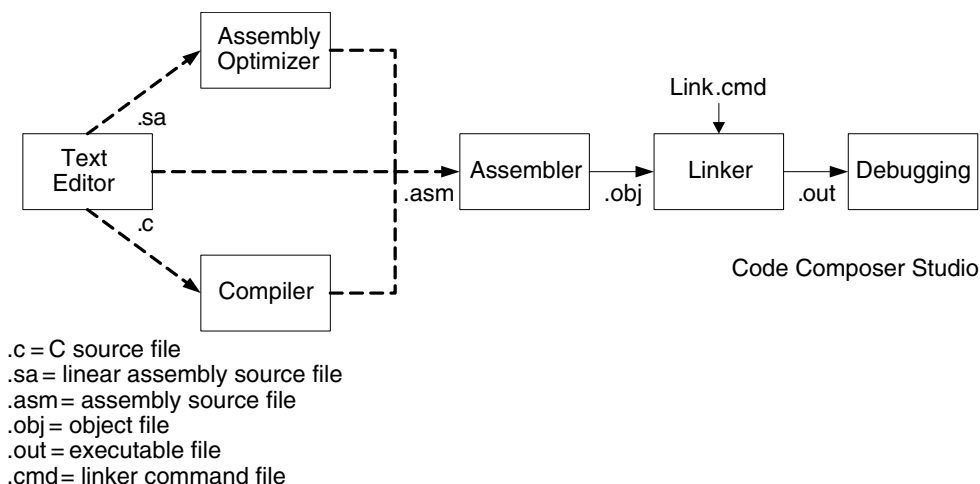 Assembly
Optimizer
Link.cmd
.sa
Text
Editor
Assembler
Linker
Debugging
.asm
.obj
.out
.c
Compiler
Code Composer Studio
.c = C source file
.sa = linear assembly source file
.asm = assembly source file
.obj = object file
.out = executable file
.cmd = linker command file